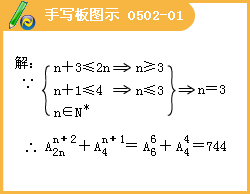 手写板图示 0502-01
解:
∵ { n+3≤2n⇒n≥3
n+1≤4 ⇒n≤3
n∈N* } ⇒n=3
∴ A_{2n}^{n+2}+A_4^{n+1}=A_6^6+A_4^4=744